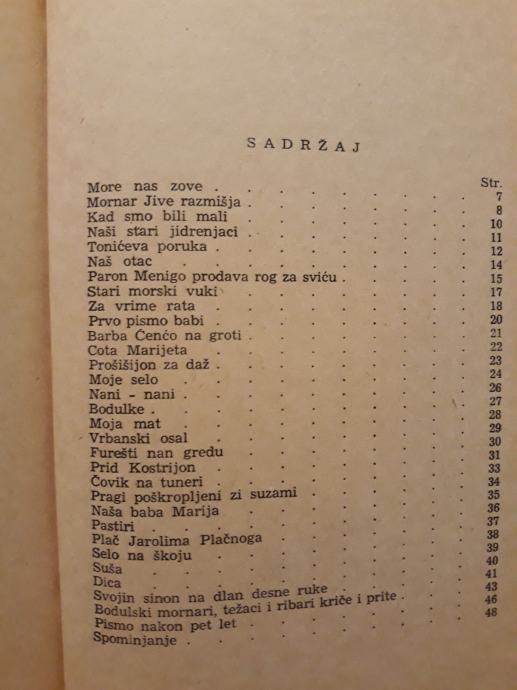 SADRŽAJ
Str.
More nas zove . . . . . . . . 7
Mornar Jive razmišja . . . . . . . 8
Kad smo bili mali . . . . . . . . 10
Naši stari jidrenjaci . . . . . . . 11
Tonićeva poruka . . . . . . . . 12
Naš otac . . . . . . . . . 14
Paron Menigo prodava rog za sviću . . . . 15
Stari morski vuki . . . . . . . . 17
Za vrime rata . . . . . . . . 18
Prvo pismo babi . . . . . . . . 20
Barba Ćenćo na groti . . . . . . . 21
Cota Marijeta . . . . . . . . 22
Prošišijon za daž . . . . . . . . 23
Moje selo . . . . . . . . . 24
Nani - nani . . . . . . . . . 26
Bodulke . . . . . . . . . 27
Moja mat . . . . . . . . . 28
Vrbanski osal . . . . . . . . 29
Furešti nan gredu . . . . . . . 30
Prid Kostrijon . . . . . . . . 31
Čovik na tuneri . . . . . . . . 33
Pragi poškropljeni zi suzami . . . . . 34
Naša baba Marija . . . . . . . 35
Pastiri . . . . . . . . . 36
Plač Jarolima Plačnoga . . . . . . 37
Selo na škoju . . . . . . . . 38
Suša . . . . . . . . . 39
Dica . . . . . . . . . 40
Svojin sinon na dlan desne ruke . . . . 41
Bodulski mornari, težaci i ribari kriče i prite . . . 43
Pismo nakon pet let . . . . . . . 46
Spominjanje . . . . . . . . 48